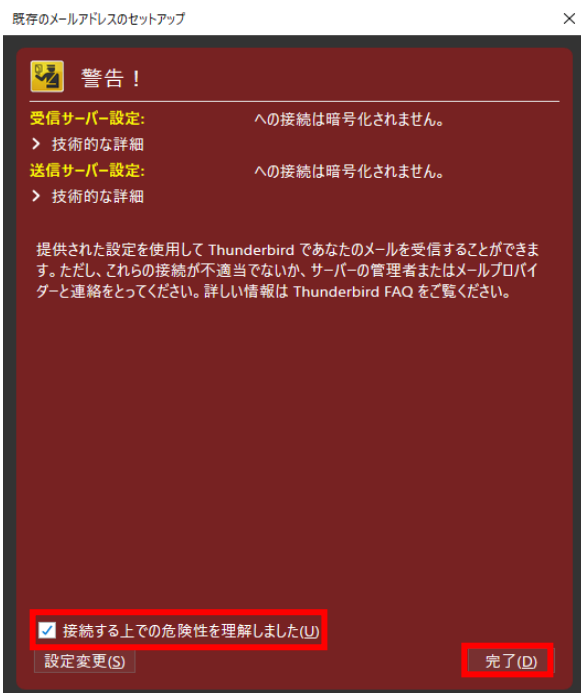 既存のメールアドレスのセットアップ
警告！
受信サーバー設定: への接続は暗号化されません。
技術的な詳細
送信サーバー設定: への接続は暗号化されません。
技術的な詳細
提供された設定を使用して Thunderbird であなたのメールを受信することができま
す。ただし、これらの接続が不適当でないか、サーバーの管理者またはメールプロバイ
ダーと連絡をとってください。詳しい情報は Thunderbird FAQ をご覧ください。
接続する上での危険性を理解しました(U)
設定変更(S) 完了(D)